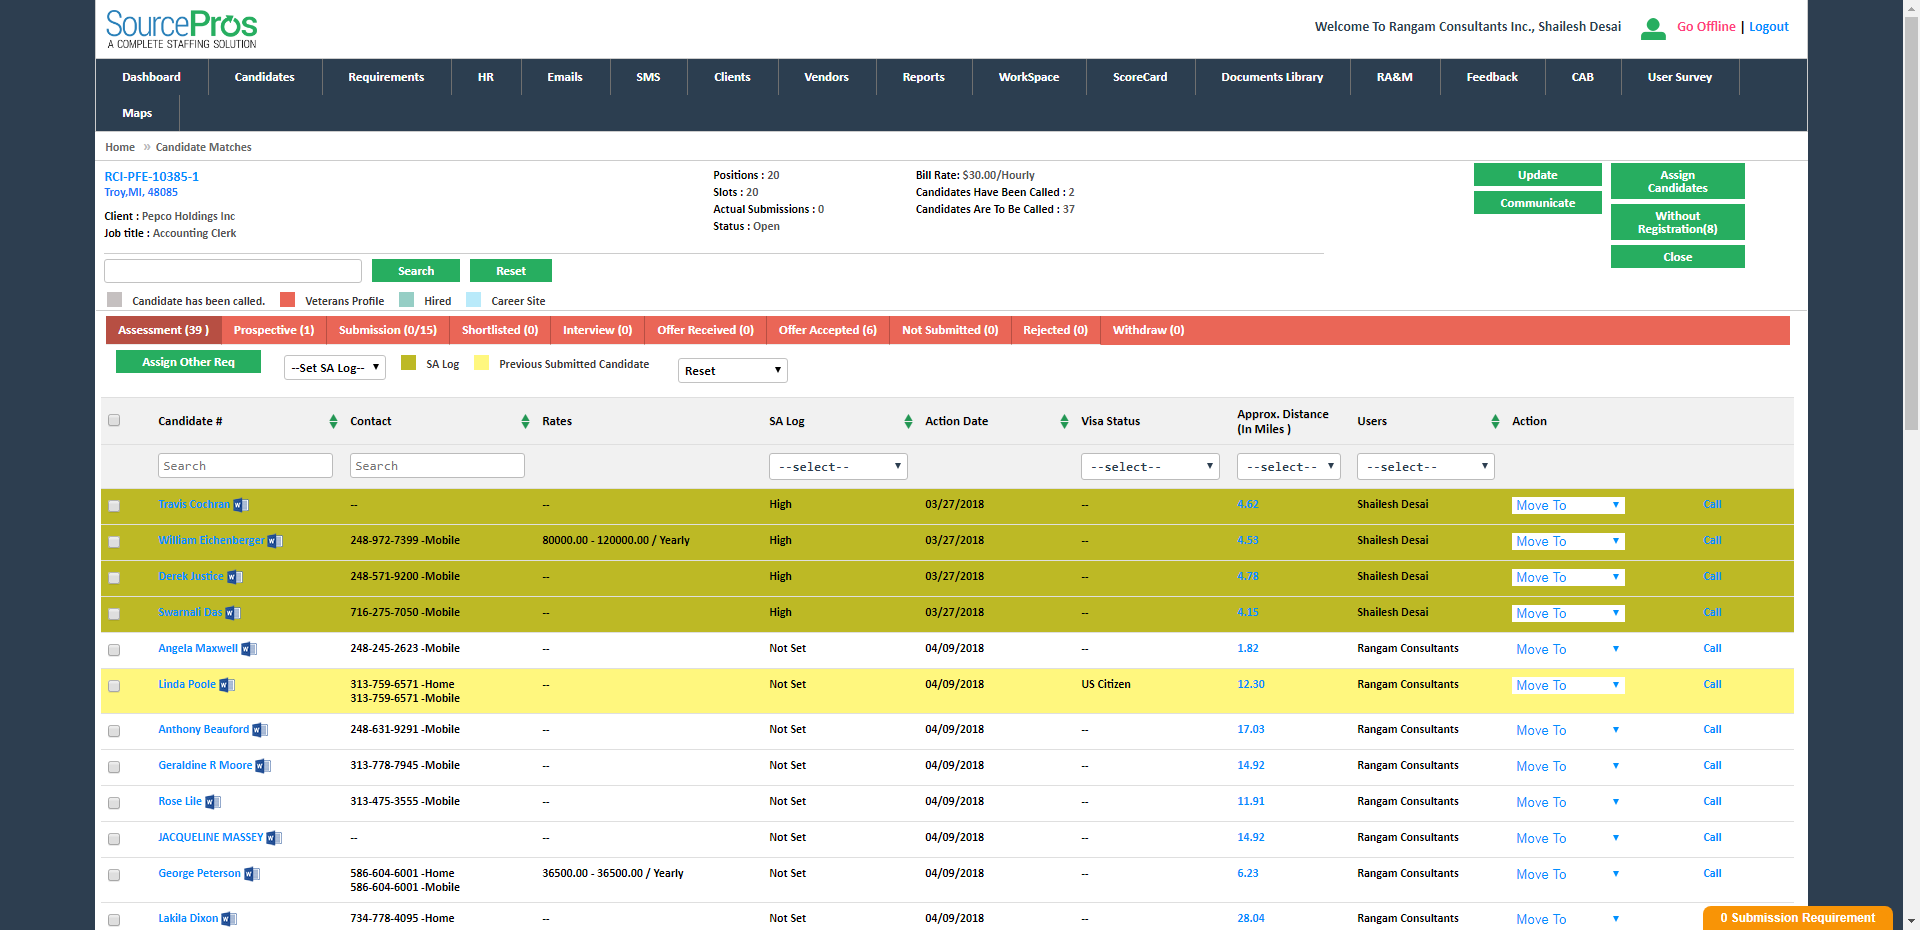 SourcePros
A COMPLETE STAFFING SOLUTION
Welcome To Rangam Consultants Inc., Shailesh Desai Go Offline | Logout
Dashboard Candidates Requirements HR Emails SMS Clients Vendors Reports WorkSpace ScoreCard Documents Library RA&M Feedback CAB User Survey
Maps
Home » Candidate Matches
RCI-PFE-10385-1
Troy,MI, 48085
Client : Pepco Holdings Inc
Job title : Accounting Clerk
Positions : 20
Slots : 20
Actual Submissions : 0
Status : Open
Bill Rate: $30.00/Hourly
Candidates Have Been Called : 2
Candidates Are To Be Called : 37
Update
Communicate
Assign
Candidates
Without
Registration(8)
Close
Search Reset
Candidate has been called. Veterans Profile Hired Career Site
Assessment (39 ) Prospective (1) Submission (0/15) Shortlisted (0) Interview (0) Offer Received (0) Offer Accepted (6) Not Submitted (0) Rejected (0) Withdraw (0)
Assign Other Req --Set SA Log-- SA Log Previous Submitted Candidate Reset
Candidate # Contact Rates SA Log Action Date Visa Status Approx. Distance (In Miles ) Users Action
Search Search --select-- --select-- --select-- --select--
Travis Cochran -- -- High 03/27/2018 -- 4.62 Shailesh Desai Move To Call
William Eichenberger 248-972-7399 -Mobile 80000.00 - 120000.00 / Yearly High 03/27/2018 -- 4.53 Shailesh Desai Move To Call
Derek Justice 248-571-9200 -Mobile -- High 03/27/2018 -- 4.78 Shailesh Desai Move To Call
Swarnali Das 716-275-7050 -Mobile -- High 03/27/2018 -- 4.15 Shailesh Desai Move To Call
Angela Maxwell 248-245-2623 -Mobile -- Not Set 04/09/2018 -- 1.82 Rangam Consultants Move To Call
Linda Poole 313-759-6571 -Home -- Not Set 04/09/2018 US Citizen 12.30 Rangam Consultants Move To Call
313-759-6571 -Mobile
Anthony Beauford 248-631-9291 -Mobile -- Not Set 04/09/2018 -- 17.03 Rangam Consultants Move To Call
Geraldine R Moore 313-778-7945 -Mobile -- Not Set 04/09/2018 -- 14.92 Rangam Consultants Move To Call
Rose Lile 313-475-3555 -Mobile -- Not Set 04/09/2018 -- 11.91 Rangam Consultants Move To Call
JACQUELINE MASSEY -- -- Not Set 04/09/2018 -- 14.92 Rangam Consultants Move To Call
George Peterson 586-604-6001 -Home 36500.00 - 36500.00 / Yearly Not Set 04/09/2018 -- 6.23 Rangam Consultants Move To Call
586-604-6001 -Mobile
Lakila Dixon 734-778-4095 -Home -- Not Set 04/09/2018 -- 28.04 Rangam Consultants Move To
0 Submission Requirement